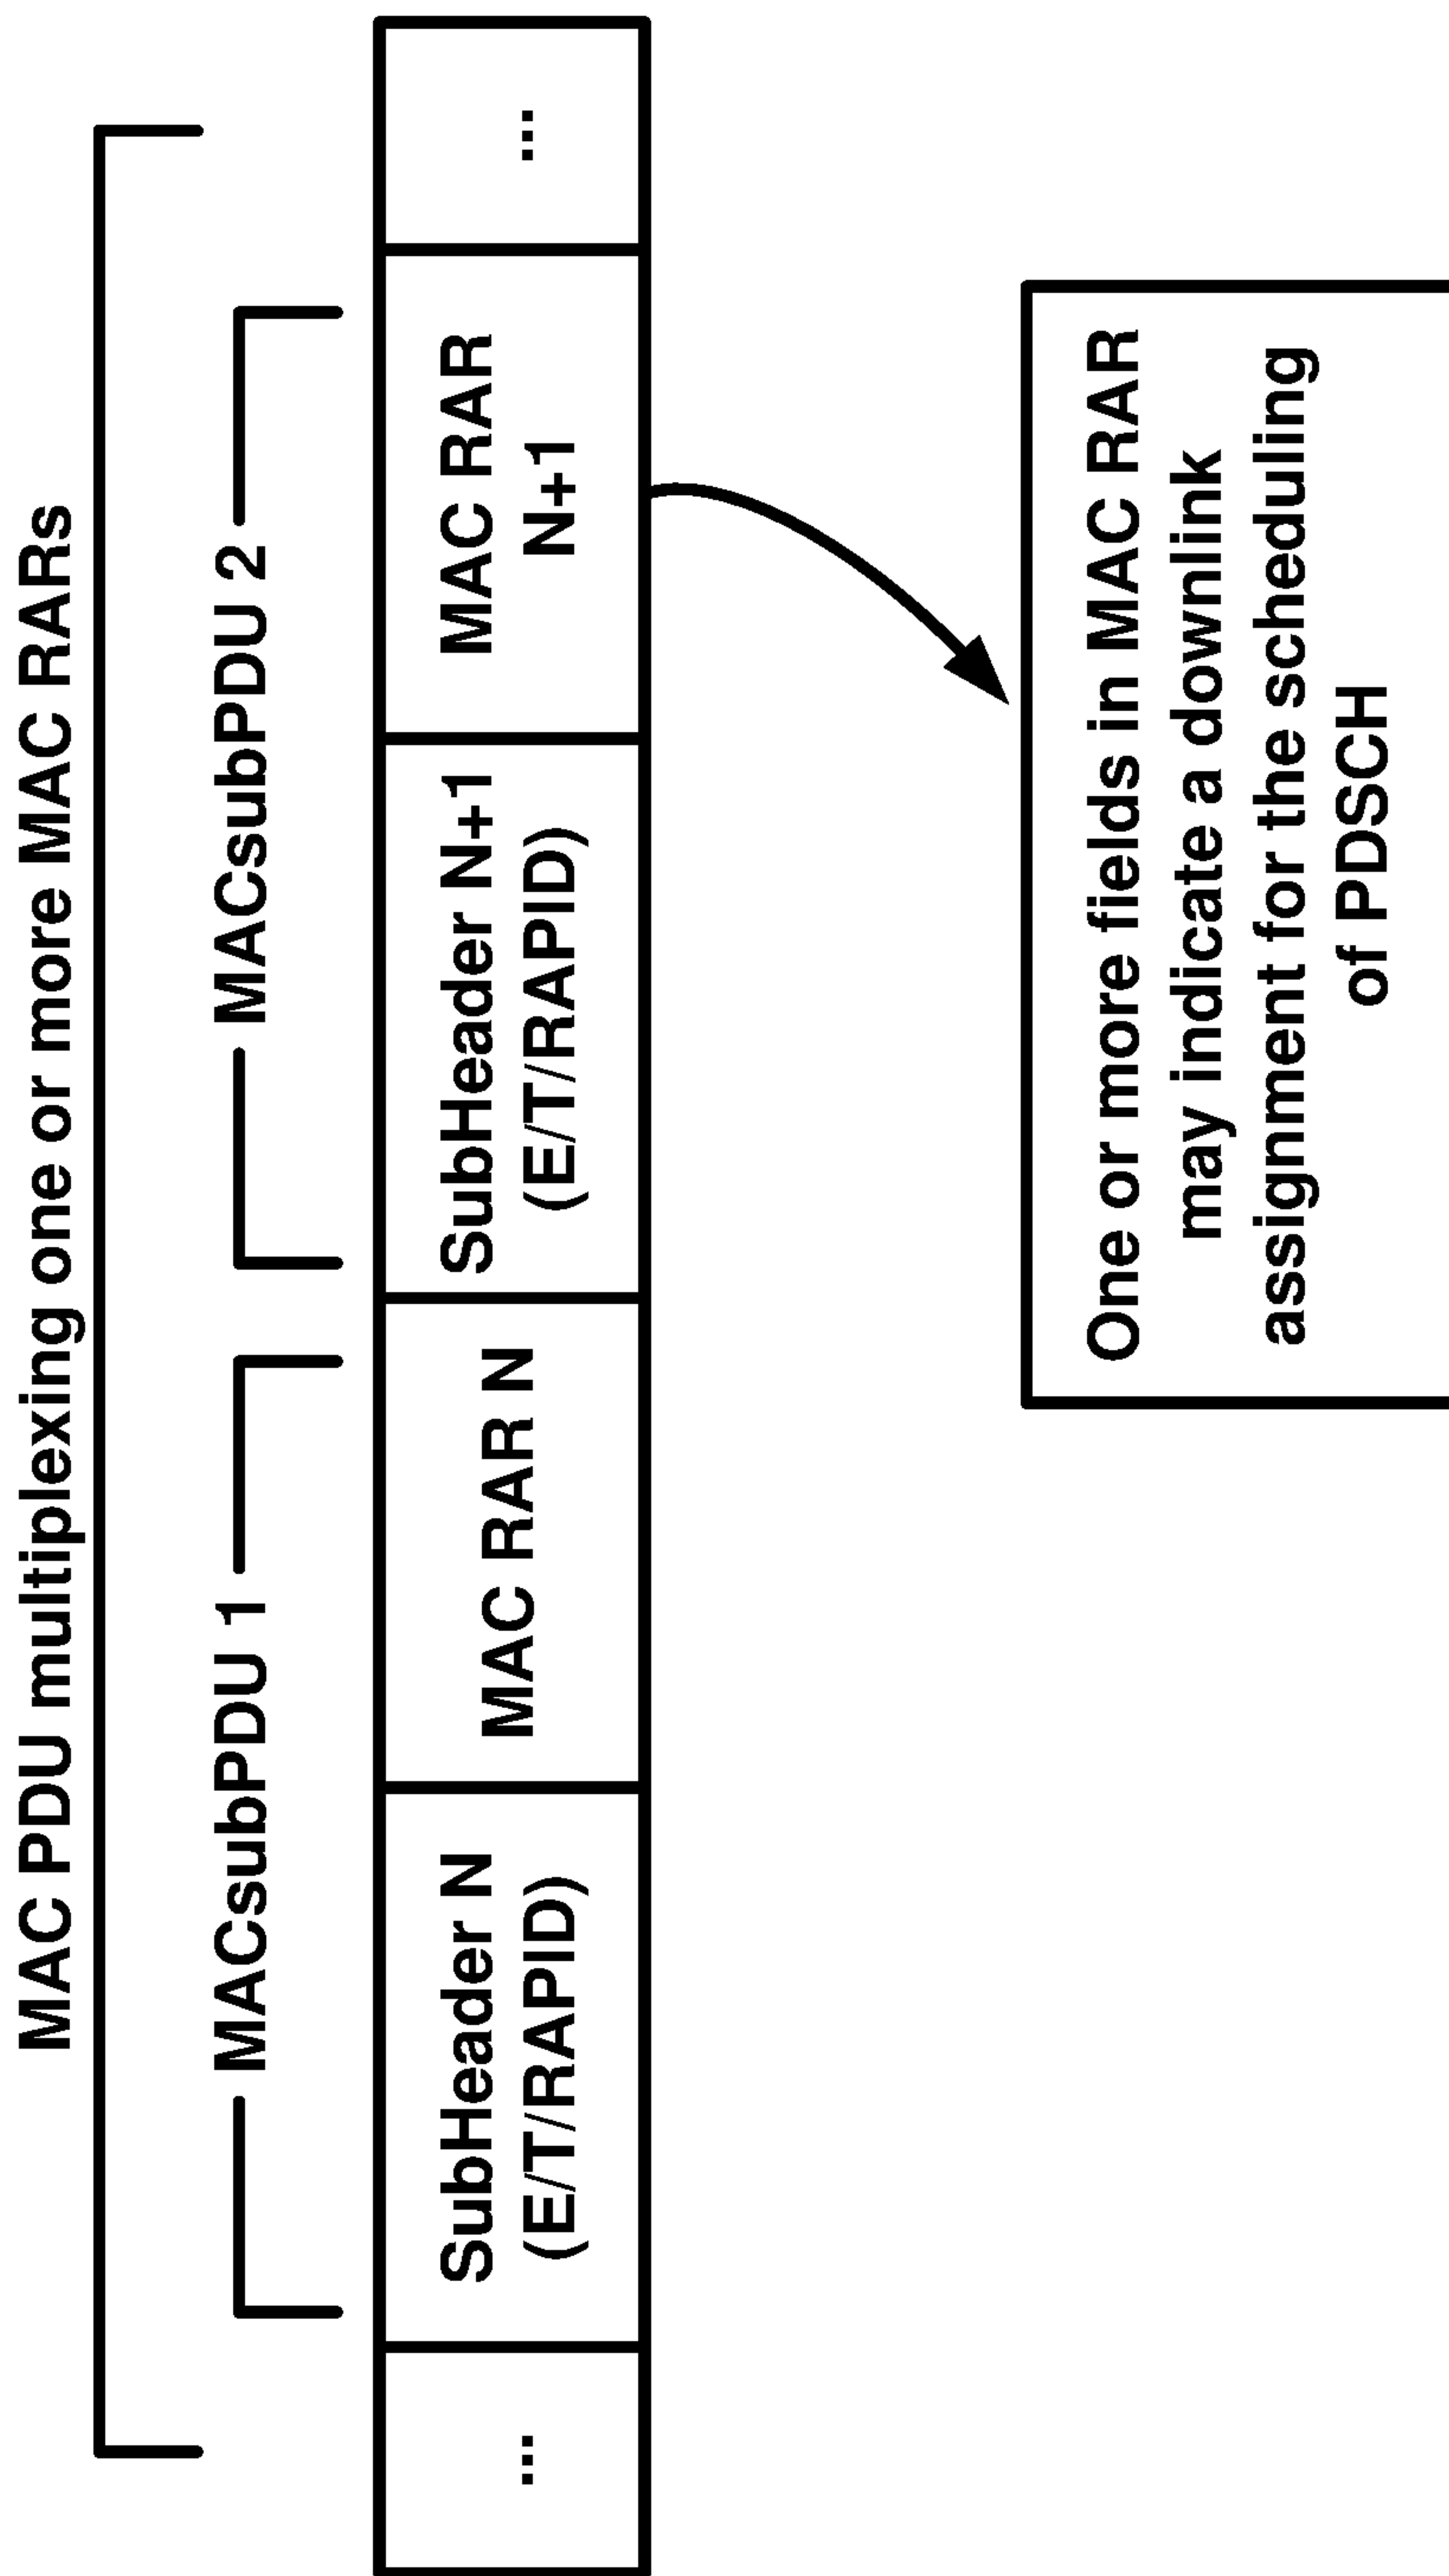 MAC PDU multiplexing one or more MAC RARs
MACsubPDU 1
MACsubPDU 2
...
SubHeader N
(E/T/RAPID)
MAC RAR N
SubHeader N+1
(E/T/RAPID)
MAC RAR
N+1
...
One or more fields in MAC RAR
may indicate a downlink
assignment for the scheduling
of PDSCH